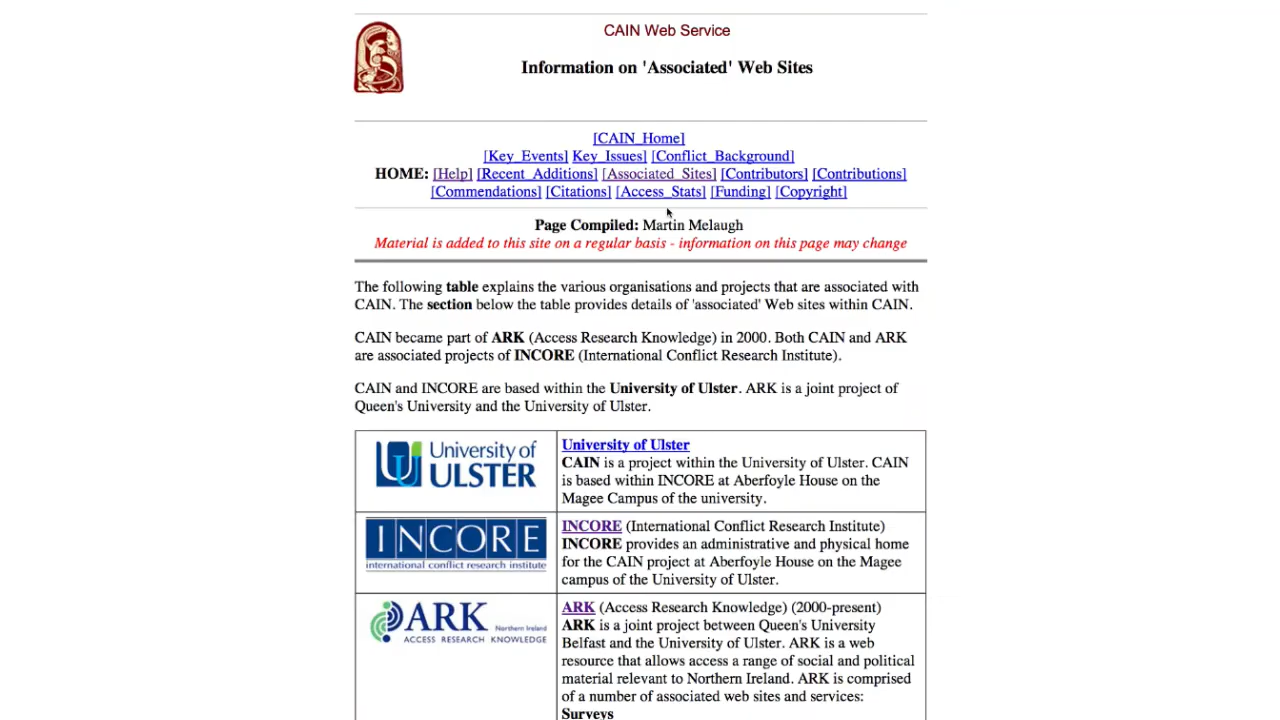 CAIN Web Service
Information on 'Associated' Web Sites
[CAIN_Home]
[Key_Events] Key_Issues] [Conflict_Background]
HOME: [Help] [Recent_Additions] [Associated_Sites] [Contributors] [Contributions]
[Commendations] [Citations] [Access_Stats] [Funding] [Copyright]
Page Compiled: Martin Melaugh
Material is added to this site on a regular basis - information on this page may change
The following table explains the various organisations and projects that are associated with
CAIN. The section below the table provides details of 'associated' Web sites within CAIN.
CAIN became part of ARK (Access Research Knowledge) in 2000. Both CAIN and ARK
are associated projects of INCORE (International Conflict Research Institute).
CAIN and INCORE are based within the University of Ulster. ARK is a joint project of
Queen's University and the University of Ulster.
University of
ULSTER
University of Ulster
CAIN is a project within the University of Ulster. CAIN
is based within INCORE at Aberfoyle House on the
Magee Campus of the university.
INCORE
international conflict research institute
INCORE (International Conflict Research Institute)
INCORE provides an administrative and physical home
for the CAIN project at Aberfoyle House on the Magee
campus of the University of Ulster.
ARK Northern Ireland
ACCESS RESEARCH KNOWLEDGE
ARK (Access Research Knowledge) (2000-present)
ARK is a joint project between Queen's University
Belfast and the University of Ulster. ARK is a web
resource that allows access a range of social and political
material relevant to Northern Ireland. ARK is comprised
of a number of associated web sites and services:
Surveys